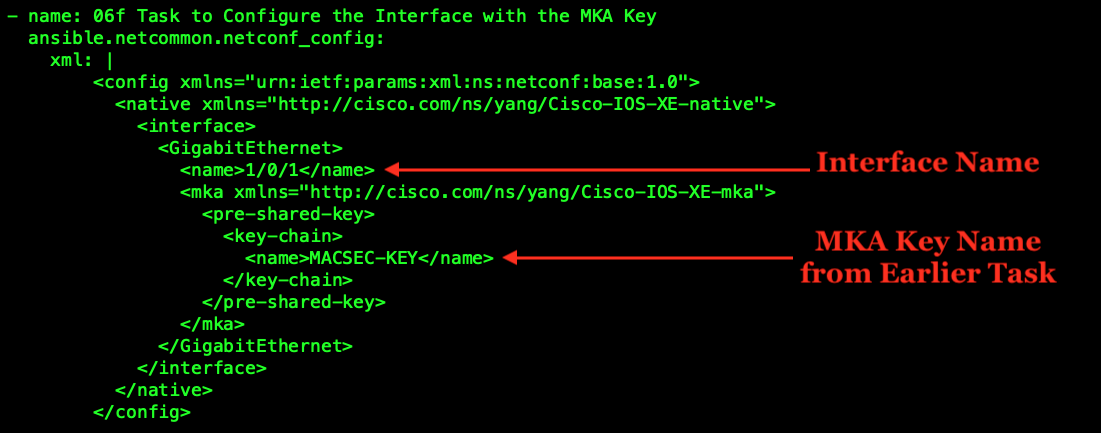 - name: 06f Task to Configure the Interface with the MKA Key
ansible.netcommon.netconf_config:
xml: |
<config xmlns="urn:ietf:params:xml:ns:netconf:base:1.0">
<native xmlns="http://cisco.com/ns/yang/Cisco-IOS-XE-native">
<interface>
<GigabitEthernet>
<name>1/0/1</name>
Interface Name
<mka xmlns="http://cisco.com/ns/yang/Cisco-IOS-XE-mka">
<pre-shared-key>
<key-chain>
<name>MACSEC-KEY</name>
MKA Key Name
from Earlier Task
</key-chain>
</pre-shared-key>
</mka>
</GigabitEthernet>
</interface>
</native>
</config>